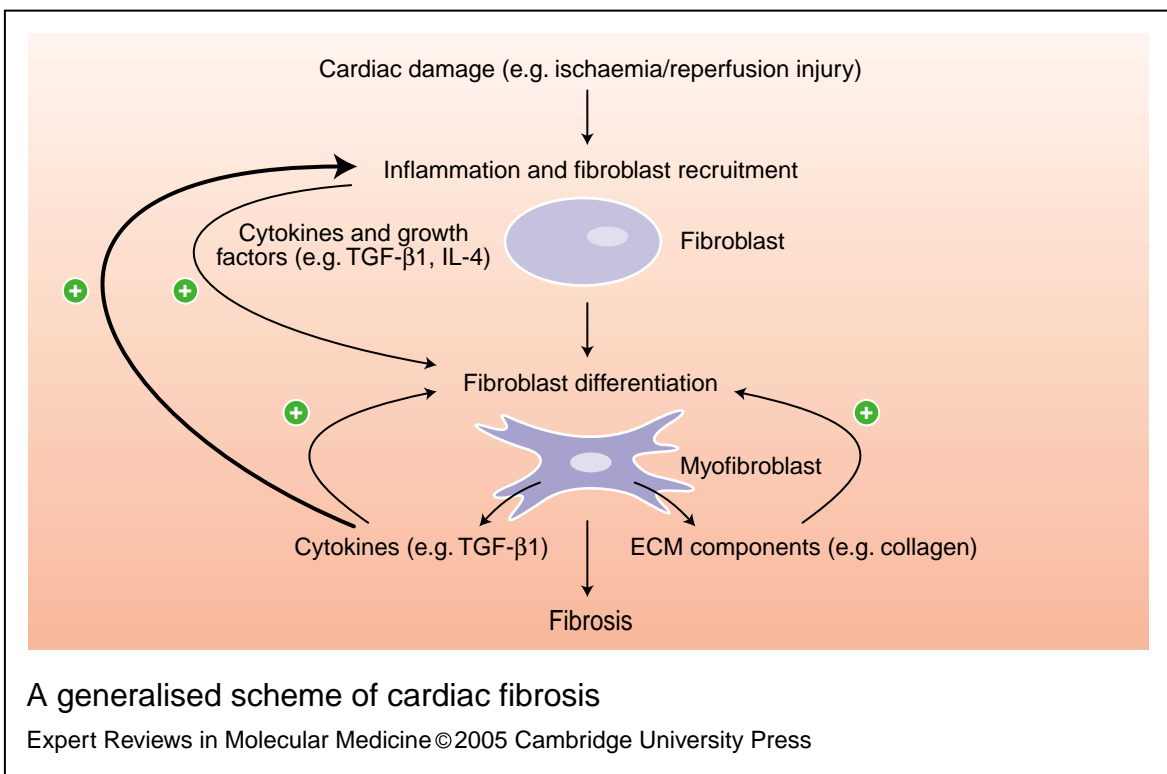 Cardiac damage (e.g. ischaemia/reperfusion injury)
Inflammation and fibroblast recruitment
Cytokines and growth
factors (e.g. TGF-β1, IL-4)
Fibroblast
+
+
Fibroblast differentiation
+
+
Myofibroblast
Cytokines (e.g. TGF-β1)
ECM components (e.g. collagen)
Fibrosis
A generalised scheme of cardiac fibrosis
Expert Reviews in Molecular Medicine ©2005 Cambridge University Press